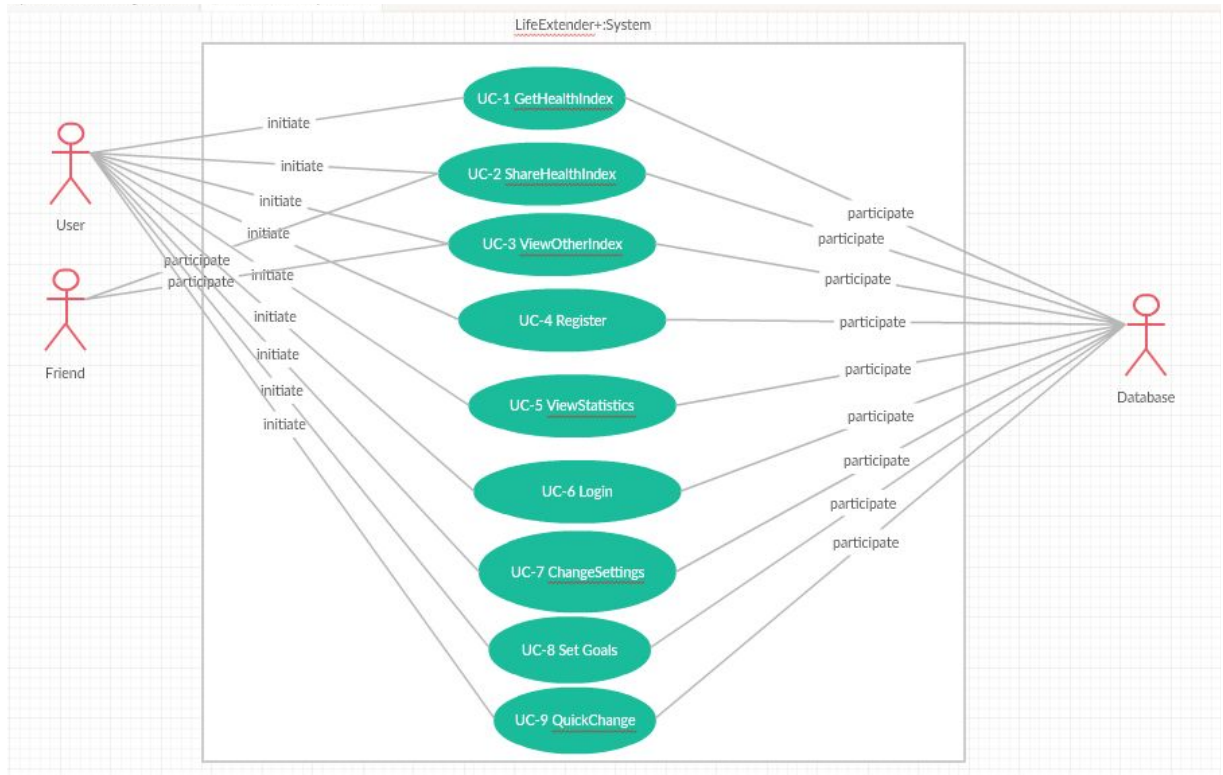 LifeExtender+:System
UC-1 GetHealthIndex
initiate
UC-2 ShareHealthIndex
initiate
initiate
participate
User
initiate
participate
UC-3 ViewOtherIndex
participate
initiate
participate
participate
Friend
initiate
UC-4 Register
participate
initiate
participate
Database
initiate
UC-5 ViewStatistics
participate
initiate
participate
UC-6 Login
participate
participate
UC-7 ChangeSettings
UC-8 Set Goals
UC-9 QuickChange